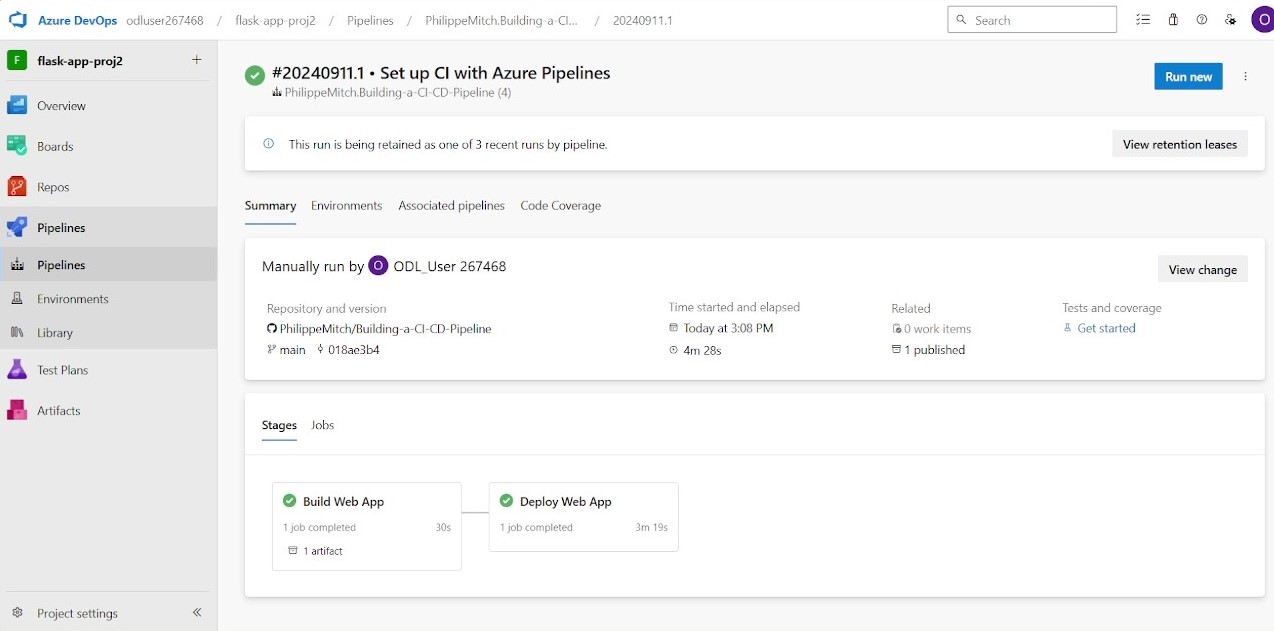 Azure DevOps odluser267468 / flask-app-proj2 / Pipelines / PhilippeMitch.Building-a-Cl... / 20240911.1
Search
O
F flask-app-proj2 +
Overview
Boards
Repos
Pipelines
Pipelines
Environments
Library
Test Plans
Artifacts
Project settings
#20240911.1 • Set up CI with Azure Pipelines
PhilippeMitch.Building-a-CI-CD-Pipeline (4)
Run new
This run is being retained as one of 3 recent runs by pipeline.
View retention leases
Summary Environments Associated pipelines Code Coverage
Manually run by O ODL_User 267468
View change
Repository and version
PhilippeMitch/Building-a-CI-CD-Pipeline
main 018ae3b4
Time started and elapsed
Today at 3:08 PM
4m 28s
Related
0 work items
1 published
Tests and coverage
Get started
Stages Jobs
Build Web App
1 job completed 30s
1 artifact
Deploy Web App
1 job completed 3m 19s